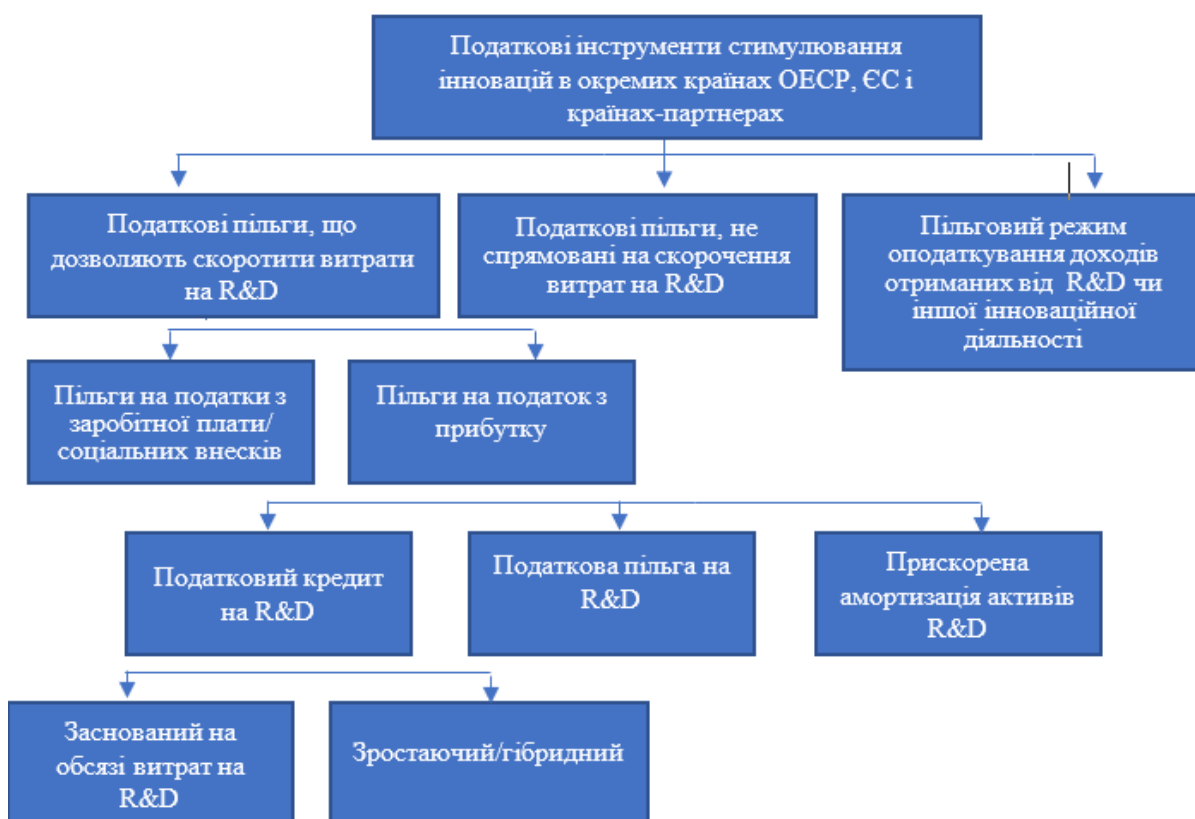 Податкові інструменти стимулювання
інновацій в окремих країнах ОЕСР, ЄС і
країнах-партнерах
Податкові пільги, що
дозволяють скоротити витрати
на R&D
Податкові пільги, не
спрямовані на скорочення
витрат на R&D
Пільговий режим
оподаткування доходів
отриманих від R&D чи
іншої інноваційної
діяльності
Пільги на податки з
заробітної плати/
соціальних внесків
Пільги на податок з
прибутку
Податковий кредит
на R&D
Податкова пільга на
R&D
Прискорена
амортизація активів
R&D
Заснований на
обсязі витрат на
R&D
Зростаючий/гібридний